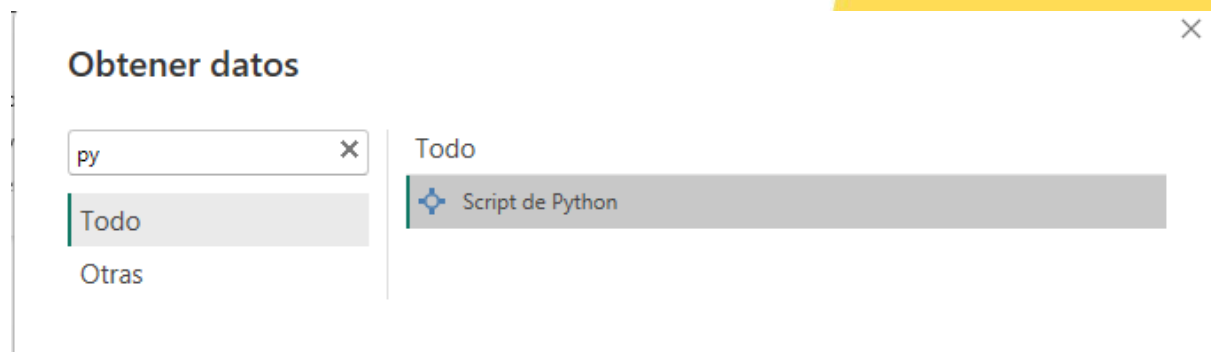 Obtener datos
py
Todo
Otras
Todo
Script de Python